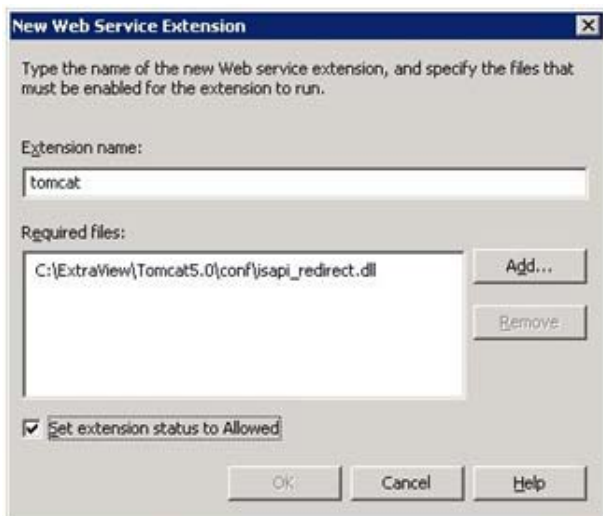 New Web Service Extension
Type the name of the new Web service extension, and specify the files that
must be enabled for the extension to run.
Extension name:
tomcat
Required files:
C:\ExtraView\Tomcat5.0\conf\isapi_redirect.dll
Add...
Remove
Set extension status to Allowed
OK
Cancel
Help